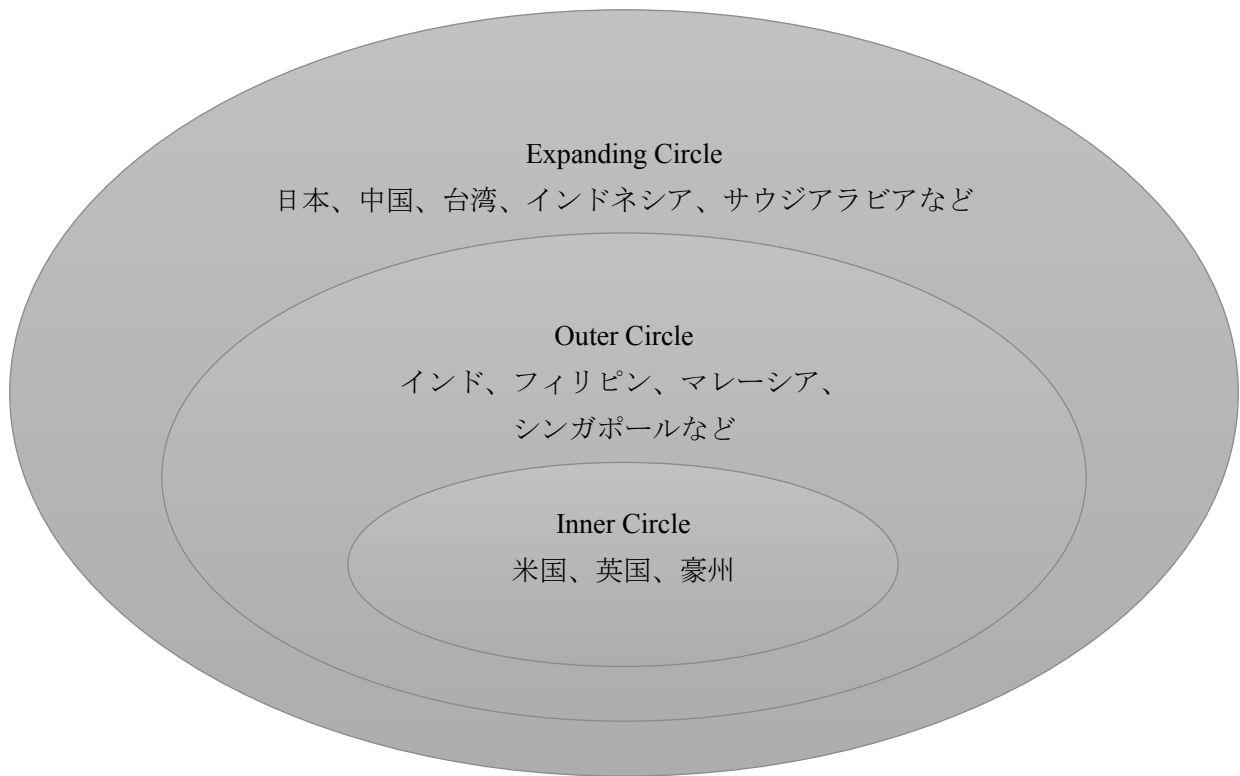 Expanding Circle
日本、中国、台湾、インドネシア、サウジアラビアなど
Outer Circle
インド、フィリピン、マレーシア、
シンガポールなど
Inner Circle
米国、英国、豪州